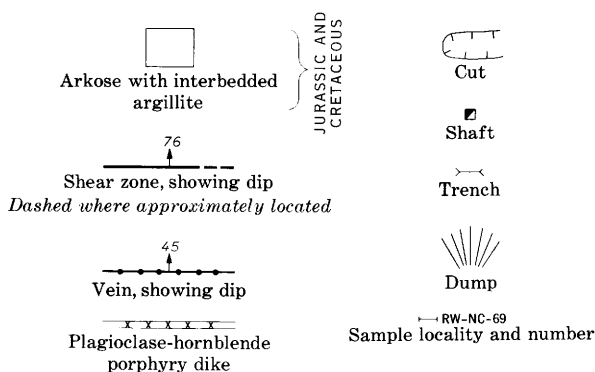 Arkose with interbedded
argillite
JURASSIC AND
CRETACEOUS
76
Shear zone, showing dip
Dashed where approximately located
45
Vein, showing dip
Plagioclase-hornblende
porphyry dike
Cut
Shaft
Trench
Dump
RW-NC-69
Sample locality and number